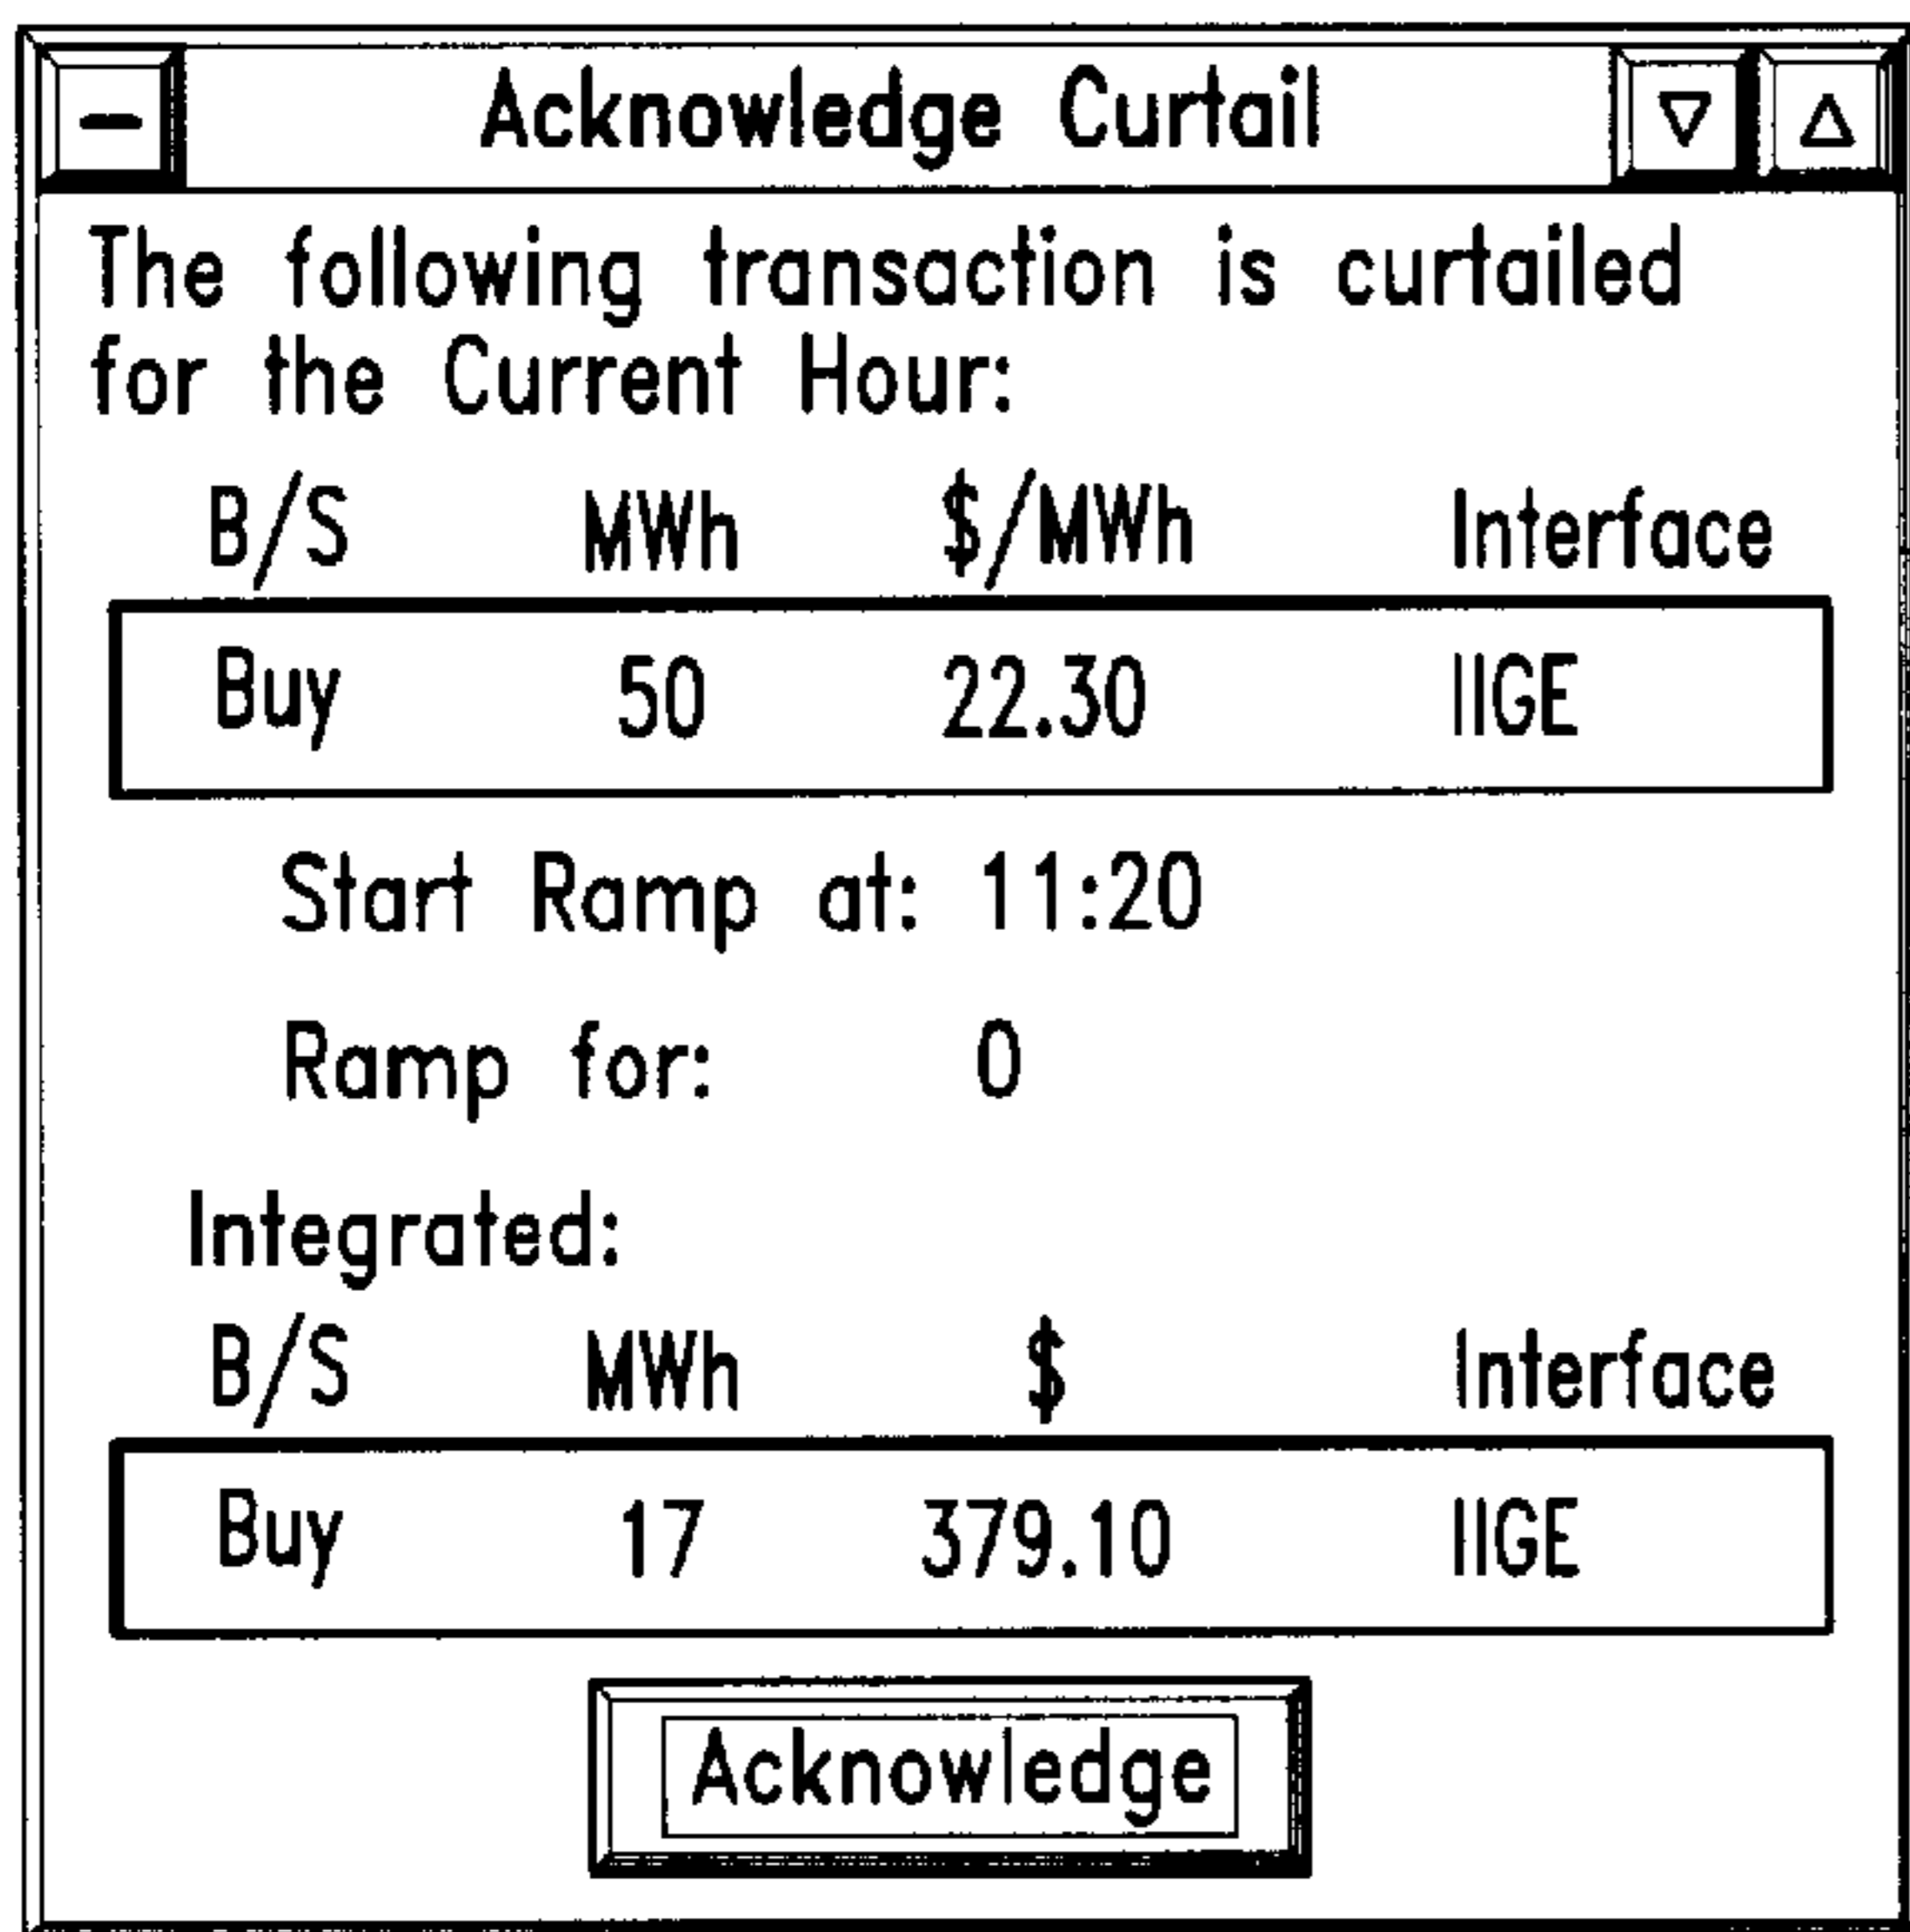 Acknowledge Curtail
The following transaction is curtailed
for the Current Hour:
B/S MWh $/MWh Interface
Buy 50 22.30 IIGE
Start Ramp at: 11:20
Ramp for: 0
Integrated:
B/S MWh $ Interface
Buy 17 379.10 IIGE
Acknowledge